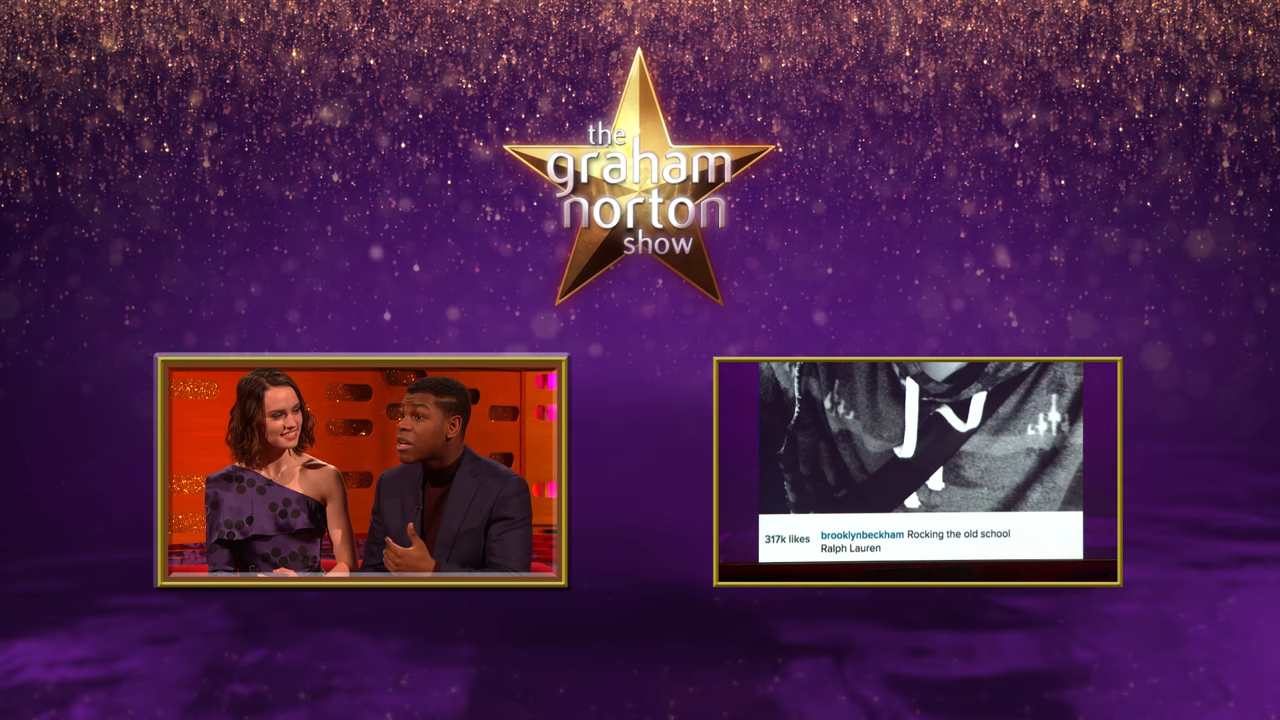 the
graham
norton
show
317k likes
brooklynbeckham Rocking the old school
Ralph Lauren